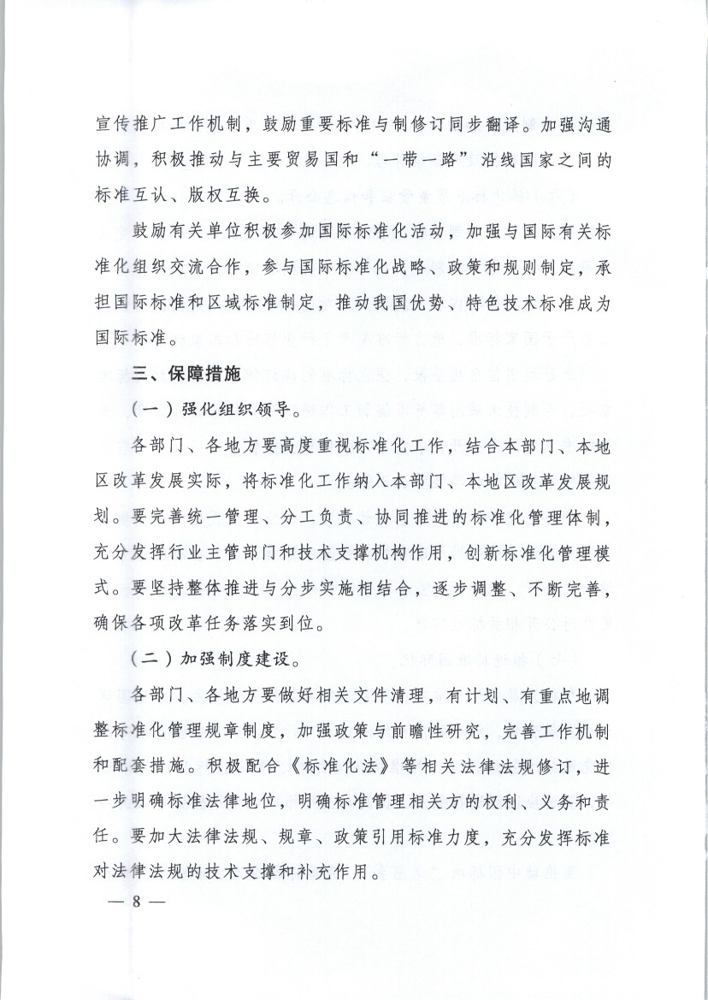 宣传推广工作机制，鼓励重要标准与制修订同步翻译。加强沟通
协调，积极推动与主要贸易国和“一带一路”沿线国家之间的
标准互认、版权互换。
鼓励有关单位积极参加国际标准化活动，加强与国际有关标
准化组织交流合作，参与国际标准化战略、政策和规则制定，承
担国际标准和区域标准制定，推动我国优势、特色技术标准成为
国际标准。
三、保障措施
（一）强化组织领导。
各部门、各地方要高度重视标准化工作，结合本部门、本地
区改革发展实际，将标准化工作纳入本部门、本地区改革发展规
划。要完善统一管理、分工负责、协同推进的标准化管理体制，
充分发挥行业主管部门和技术支撑机构作用，创新标准化管理模
式。要坚持整体推进与分步实施相结合，逐步调整、不断完善，
确保各项改革任务落实到位。
（二）加强制度建设。
各部门、各地方要做好相关文件清理，有计划、有重点地调
整标准化管理规章制度，加强政策与前瞻性研究，完善工作机制
和配套措施。积极配合《标准化法》等相关法律法规修订，进
一步明确标准法律地位，明确标准管理相关方的权利、义务和责
任。要加大法律法规、规章、政策引用标准力度，充分发挥标准
对法律法规的技术支撑和补充作用。
— 8 —